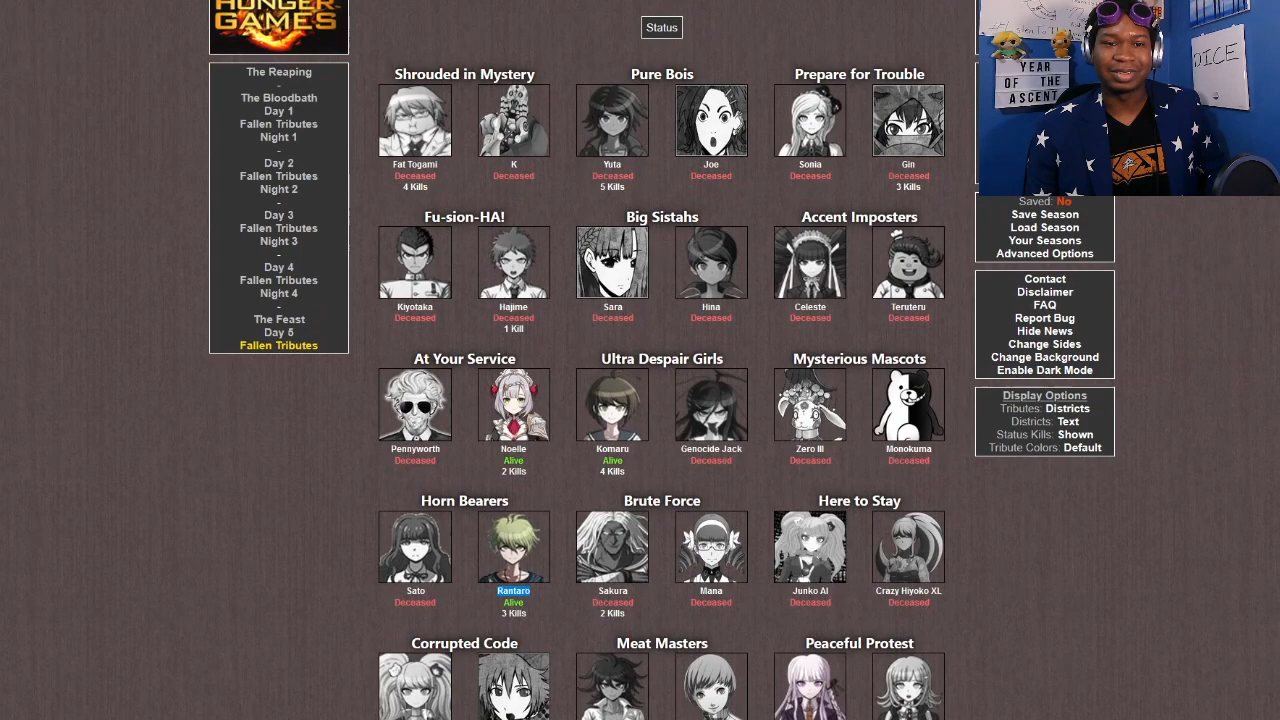 HUNGER
GAMES
The Reaping
-
The Bloodbath
Day 1
Fallen Tributes
Night 1
-
Day 2
Fallen Tributes
Night 2
-
Day 3
Fallen Tributes
Night 3
-
Day 4
Fallen Tributes
Night 4
-
The Feast
Day 5
Fallen Tributes
Status
Shrouded in Mystery
Fat Togami
Deceased
4 Kills
K
Deceased
Pure Bois
Yuta
Deceased
5 Kills
Joe
Deceased
Prepare for Trouble
Sonia
Deceased
Gin
Deceased
3 Kills
Fu-sion-HA!
Kiyotaka
Deceased
Hajime
Deceased
1 Kill
Big Sistahs
Sara
Deceased
Hina
Deceased
Accent Imposters
Celeste
Deceased
Teruteru
Deceased
At Your Service
Pennyworth
Deceased
Noelle
Alive
2 Kills
Ultra Despair Girls
Komaru
Alive
4 Kills
Genocide Jack
Deceased
Mysterious Mascots
Zero III
Deceased
Monokuma
Deceased
Horn Bearers
Sato
Deceased
Rantaro
Alive
3 Kills
Brute Force
Sakura
Deceased
2 Kills
Mana
Deceased
Here to Stay
Junko AI
Deceased
Crazy Hiyoko XL
Deceased
Corrupted Code
Meat Masters
Peaceful Protest
YEAR
OF THE
ASCENT
DICE
Saved: No
Save Season
Load Season
Your Seasons
Advanced Options
Contact
Disclaimer
FAQ
Report Bug
Hide News
Change Sides
Change Background
Enable Dark Mode
Display Options
Tributes: Districts
Districts: Text
Status Kills: Shown
Tribute Colors: Default